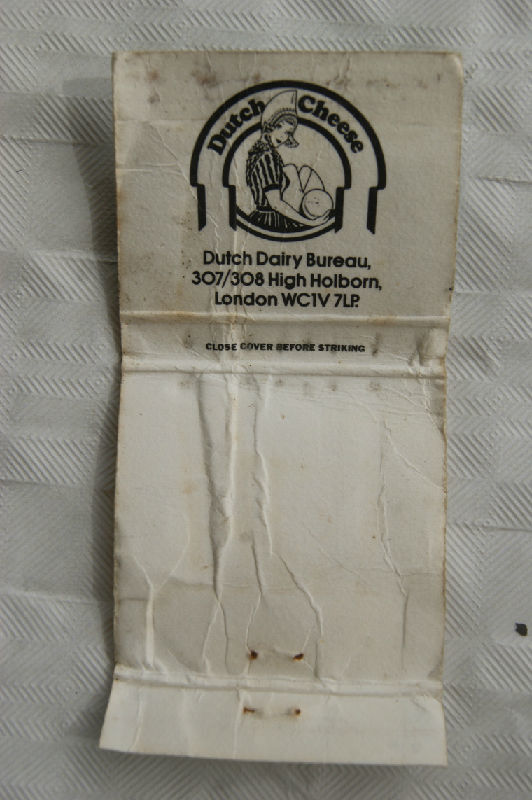 Dutch Cheese
Dutch Dairy Bureau,
307/308 High Holborn,
London WC1V 7LP.
CLOSE COVER BEFORE STRIKING